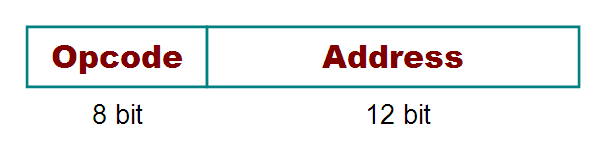 Opcode Address
8 bit 12 bit